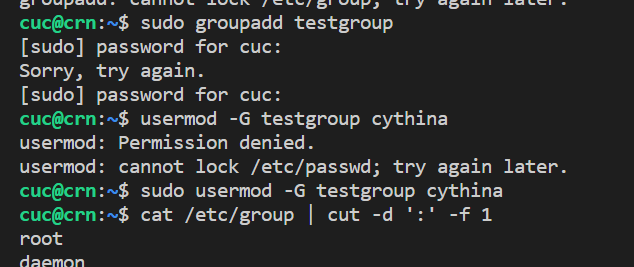 groupadd: cannot lock /etc/group; try again later.
cuc@crn:~$ sudo groupadd testgroup
[sudo] password for cuc:
Sorry, try again.
[sudo] password for cuc:
cuc@crn:~$ usermod -G testgroup cythina
usermod: Permission denied.
usermod: cannot lock /etc/passwd; try again later.
cuc@crn:~$ sudo usermod -G testgroup cythina
cuc@crn:~$ cat /etc/group | cut -d ':' -f 1
root
daemon